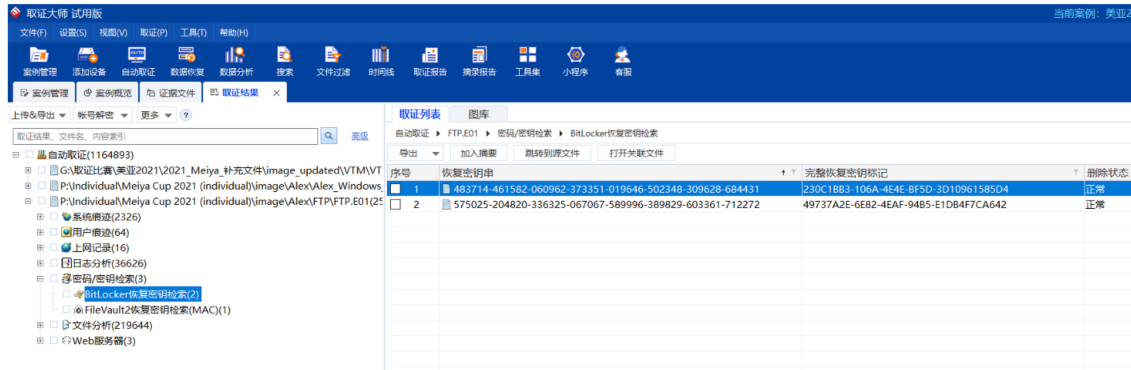 取证大师 试用版
当前案例: 美亚2
文件(F) 设置(S) 视图(V) 取证(P) 工具(T) 帮助(H)
案例管理 添加设备 自动取证 数据恢复 数据分析 搜索 文件过滤 时间线 取证报告 摘录报告 工具集 小程序 客服
案例管理 案例概览 证据文件 取证结果 ×
上传&导出 帐号解密 更多 ?
取证列表 图库
取证结果、文件名、内容索引 高级
自动取证 FTP.E01 密码/密钥检索 BitLocker恢复密钥检索
导出 加入摘要 跳转到源文件 打开关联文件
自动取证(1164893)
G:\取证比赛\美亚2021\2021_Meiya_补充文件\image_updated\VTM\VT
P:\Individual\Meiya Cup 2021 (individual)\image\Alex\Alex_Windows_
P:\Individual\Meiya Cup 2021 (individual)\image\Alex\FTP\FTP.E01(25
系统痕迹(2326)
用户痕迹(64)
上网记录(16)
日志分析(36626)
密码/密钥检索(3)
BitLocker恢复密钥检索(2)
FileVault2恢复密钥检索(MAC)(1)
文件分析(219644)
Web服务器(3)
序号 恢复密钥串 完整恢复密钥标记 删除状态
1 483714-461582-060962-373351-019646-502348-309628-684431 230C1BB3-106A-4E4E-BF5D-3D10961585D4 正常
2 575025-204820-336325-067067-589996-389829-603361-712272 49737A2E-6E82-4EAF-94B5-E1DB4F7CA642 正常